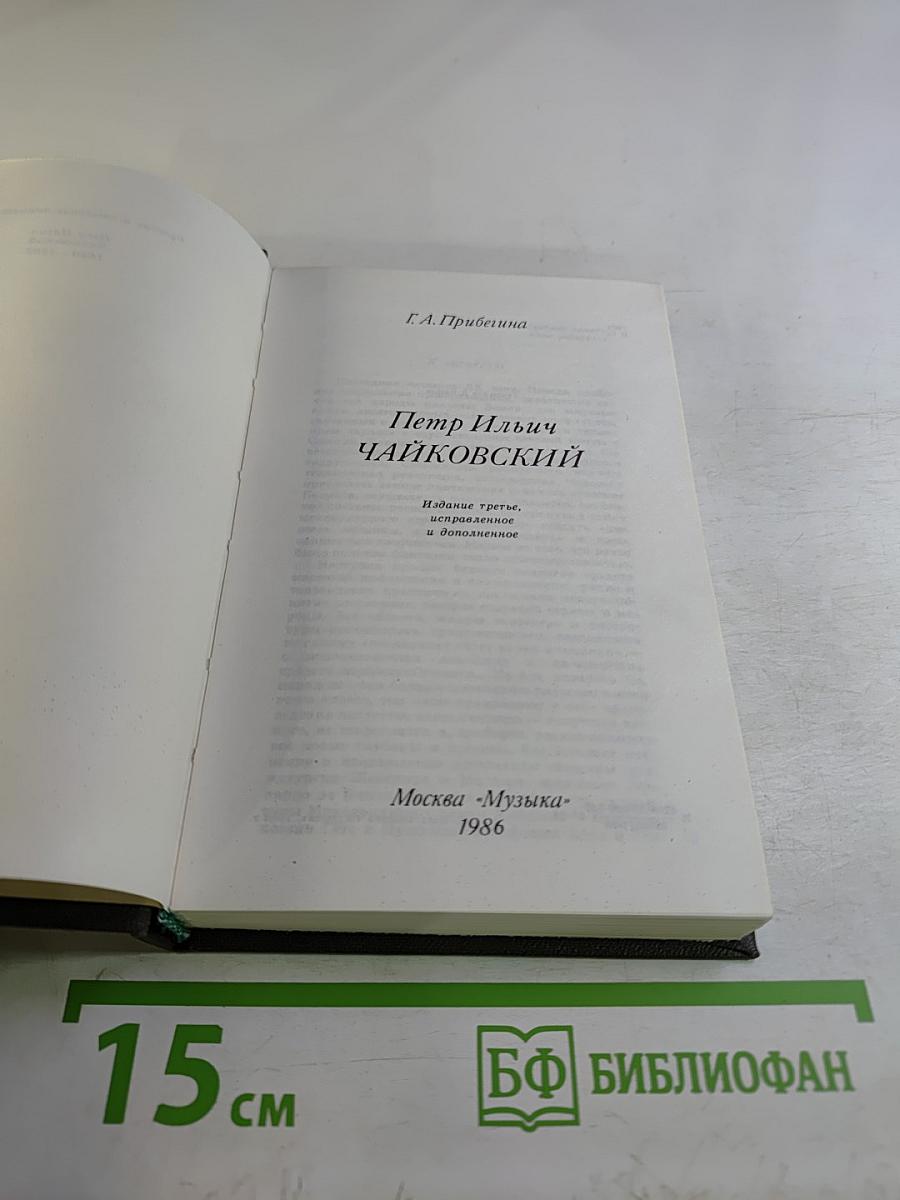 Г. А. Прибегина
Петр Ильич
ЧАЙКОВСКИЙ
Издание третье,
исправленное
и дополненное
Москва «Музыка»
1986
15 см
БФ БИБЛИОФАН